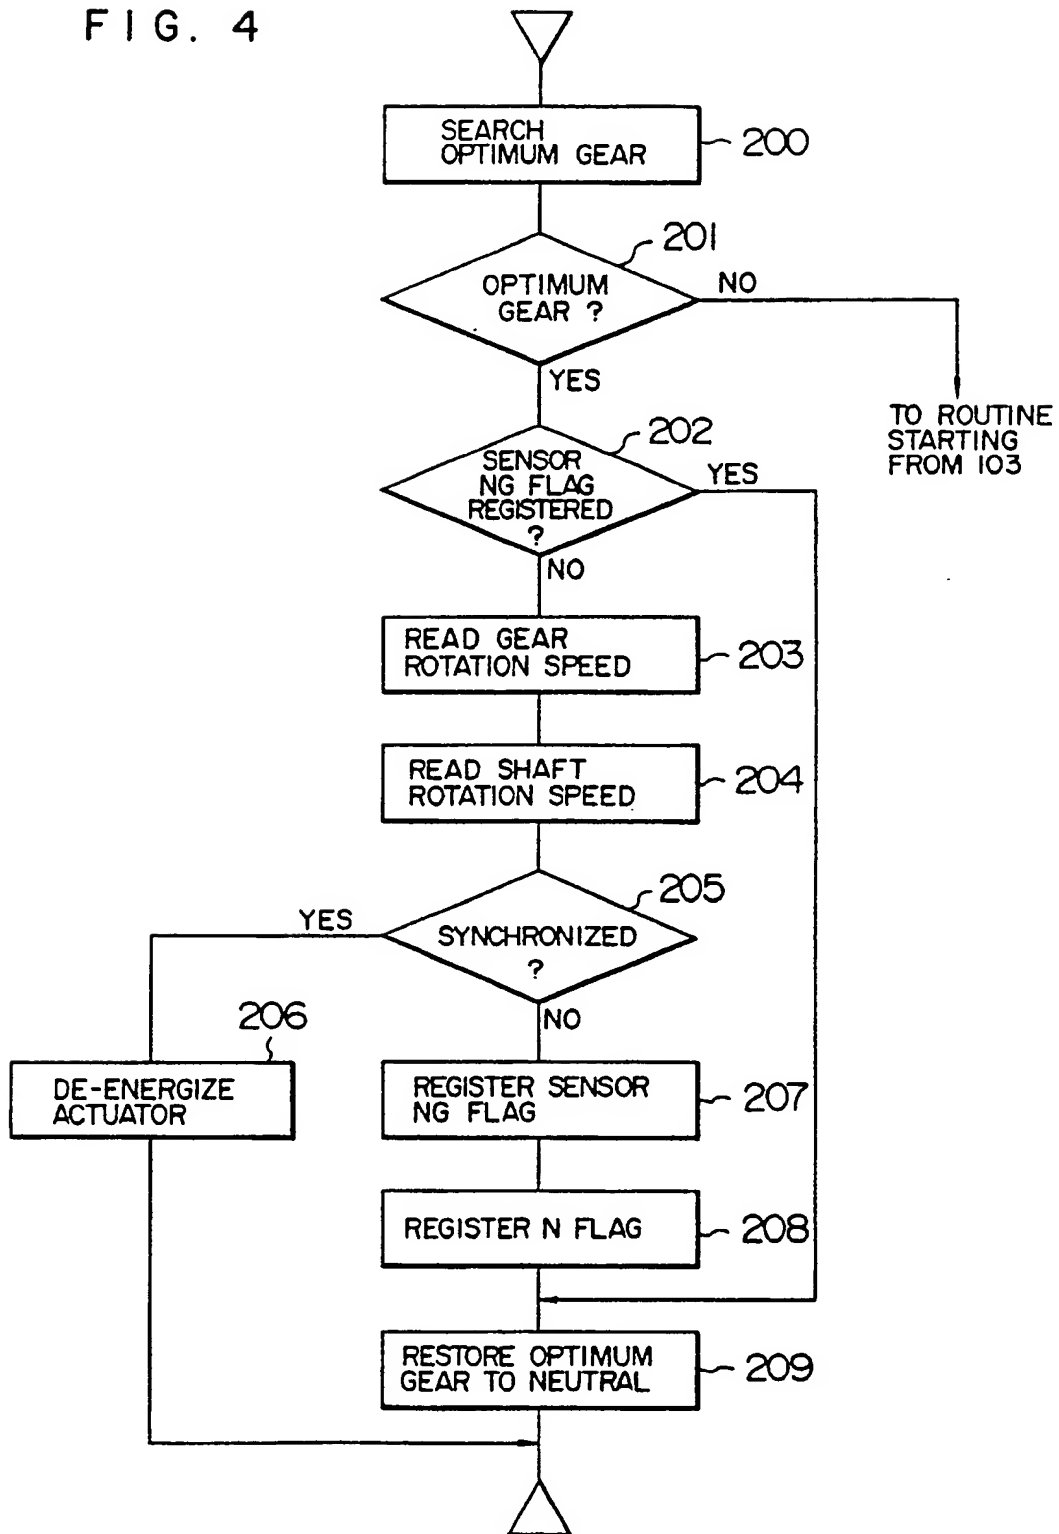 FIG. 4
SEARCH
OPTIMUM GEAR
200
201
OPTIMUM
GEAR ?
NO
YES
TO ROUTINE
STARTING
FROM 103
202
SENSOR
NG FLAG
REGISTERED
?
YES
NO
READ GEAR
ROTATION SPEED
203
READ SHAFT
ROTATION SPEED
204
205
YES
SYNCHRONIZED
?
NO
206
DE-ENERGIZE
ACTUATOR
REGISTER SENSOR
NG FLAG
207
REGISTER N FLAG
208
RESTORE OPTIMUM
GEAR TO NEUTRAL
209